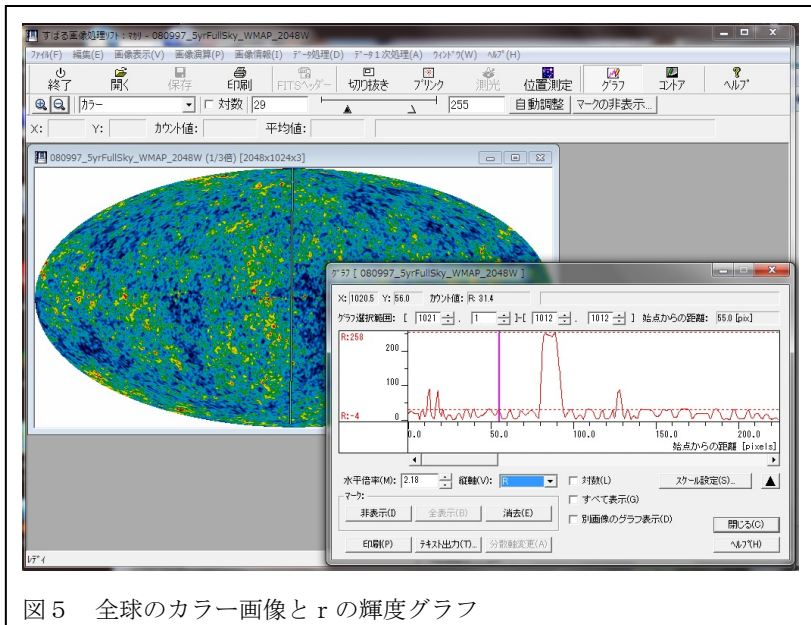 すばる画像処理ソフト:マカリ - 080997_5yrFullSky_WMAP_2048W
ファイル(F) 編集(E) 画像表示(V) 画像演算(P) 画像情報(I) データ処理(D) データ1次処理(A) ウインドウ(W) ヘルプ(H)
終了 開く 保存 印刷 FITSヘッダー 切り抜き ブリンク 測光 位置測定 グラフ コントア ヘルプ
カラー 対数 29 255 自動調整 マークの非表示...
X: Y: カウント値: 平均値:
080997_5yrFullSky_WMAP_2048W (1/3倍) [2048x1024x3]
グラフ [ 080997_5yrFullSky_WMAP_2048W ]
X: 1020.5 Y: 56.0 カウント値: R: 31.4
グラフ選択範囲: [ 1021 , 1 ]-[ 1012 , 1012 ] 始点からの距離: 55.0 [pix]
R:258
200
100
R:-4 0
0.0 50.0 100.0 150.0 200.0
始点からの距離 [pixels]
水平倍率(M): 2.18 縦軸(V): R 対数(L) スケール設定(S)...
マーク: すべて表示(G)
非表示(I) 全表示(B) 消去(E) 別画像のグラフ表示(D) 閉じる(C)
印刷(P) テキスト出力(T)... 分散軸変更(A) ヘルプ(H)
レディ
図5 全球のカラー画像とrの輝度グラフ